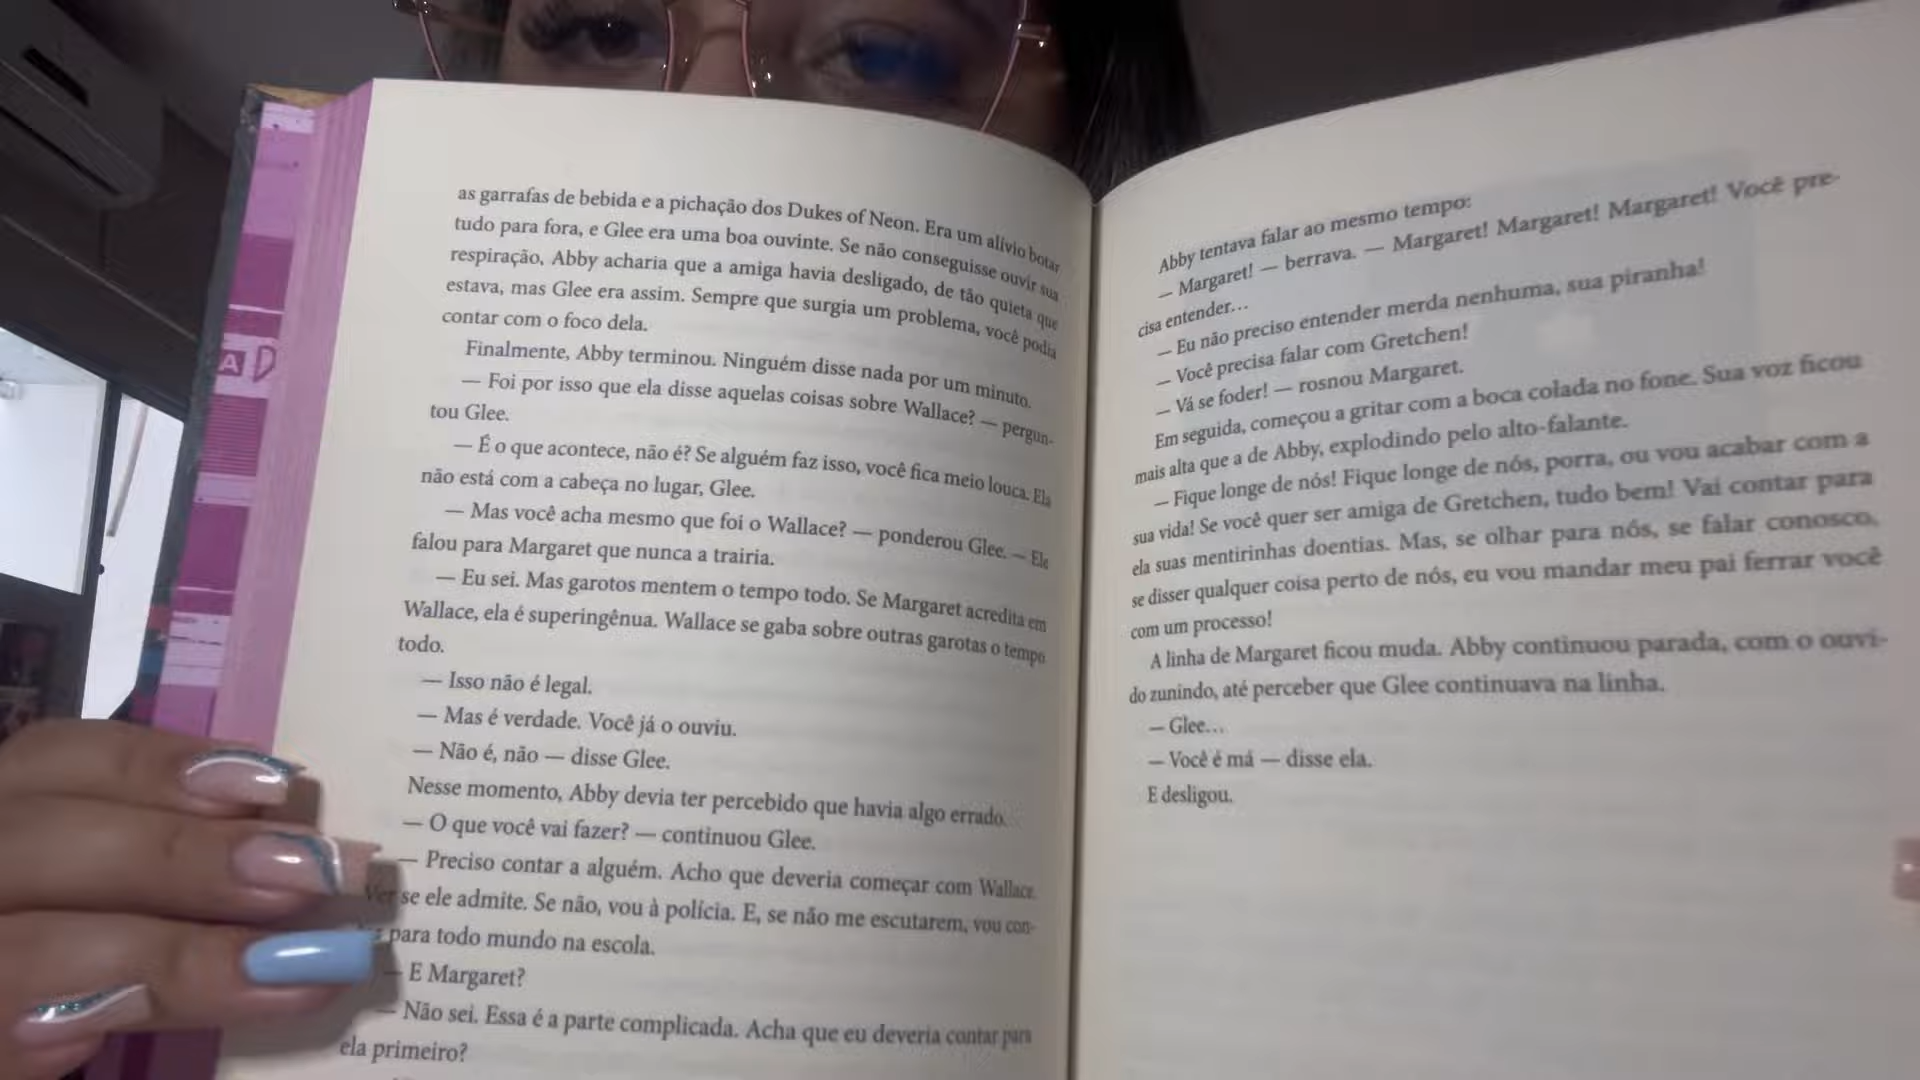 as garrafas de bebida e a pichação dos Dukes of Neon. Era um alívio botar
tudo para fora, e Glee era uma boa ouvinte. Se não conseguisse ouvir sua
respiração, Abby acharia que a amiga havia desligado, de tão quieta que
estava, mas Glee era assim. Sempre que surgia um problema, você podia
contar com o foco dela.
Finalmente, Abby terminou. Ninguém disse nada por um minuto.
— Foi por isso que ela disse aquelas coisas sobre Wallace? — pergun-
tou Glee.
— É o que acontece, não é? Se alguém faz isso, você fica meio louca. Ela
não está com a cabeça no lugar, Glee.
— Mas você acha mesmo que foi o Wallace? — ponderou Glee. — Ele
falou para Margaret que nunca a trairia.
— Eu sei. Mas garotos mentem o tempo todo. Se Margaret acredita em
Wallace, ela é superingênua. Wallace se gaba sobre outras garotas o tempo
todo.
— Isso não é legal.
— Mas é verdade. Você já o ouviu.
— Não é, não — disse Glee.
Nesse momento, Abby devia ter percebido que havia algo errado.
— O que você vai fazer? — continuou Glee.
— Preciso contar a alguém. Acho que deveria começar com Wallace.
Ver se ele admite. Se não, vou à polícia. E, se não me escutarem, vou con-
para todo mundo na escola.
— E Margaret?
— Não sei. Essa é a parte complicada. Acha que eu deveria contar para
ela primeiro?
Abby tentava falar ao mesmo tempo:
— Margaret! — berrava. — Margaret! Margaret! Margaret! Você pre-
cisa entender...
— Eu não preciso entender merda nenhuma, sua piranha!
— Você precisa falar com Gretchen!
— Vá se foder! — rosnou Margaret.
Em seguida, começou a gritar com a boca colada no fone. Sua voz ficou
mais alta que a de Abby, explodindo pelo alto-falante.
— Fique longe de nós! Fique longe de nós, porra, ou vou acabar com a
sua vida! Se você quer ser amiga de Gretchen, tudo bem! Vai contar para
ela suas mentirinhas doentias. Mas, se olhar para nós, se falar conosco,
se disser qualquer coisa perto de nós, eu vou mandar meu pai ferrar você
com um processo!
A linha de Margaret ficou muda. Abby continuou parada, com o ouvi-
do zunindo, até perceber que Glee continuava na linha.
— Glee...
— Você é má — disse ela.
E desligou.